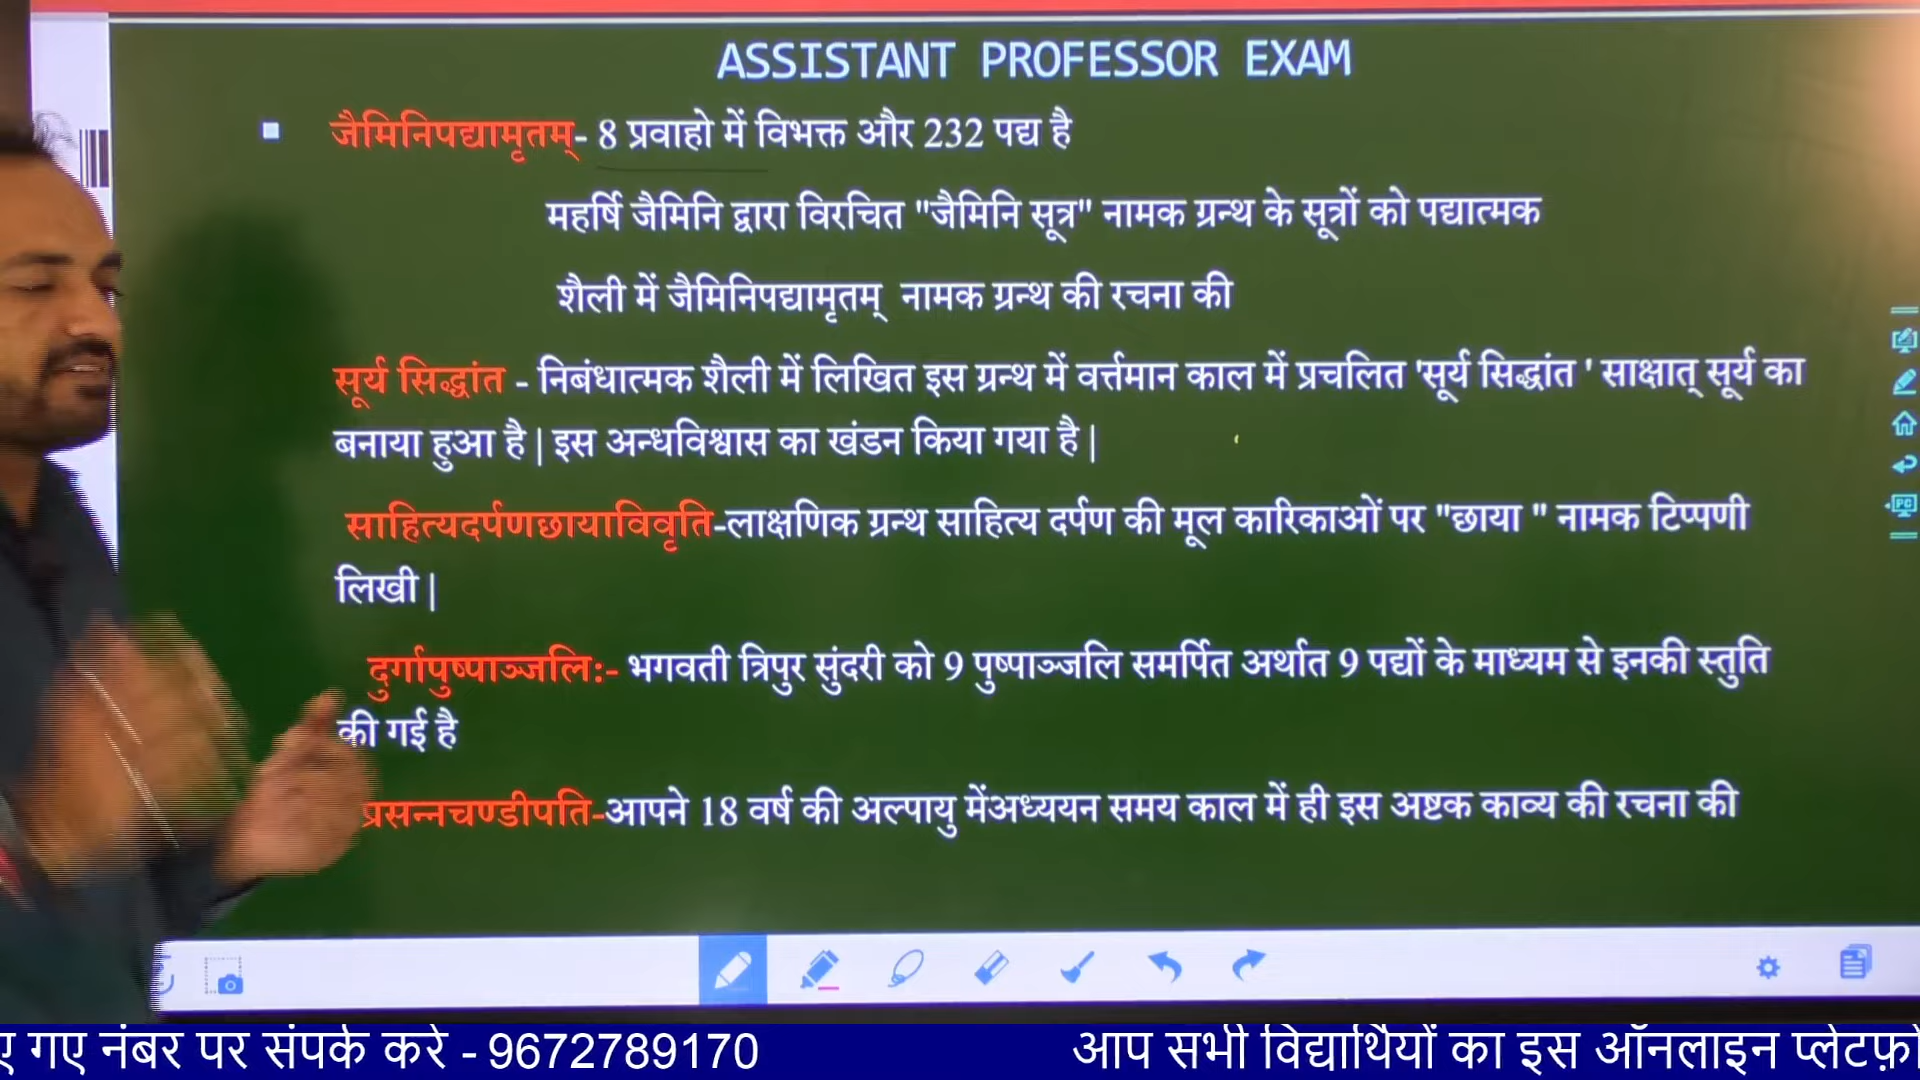 ASSISTANT PROFESSOR EXAM
जैमिनिपद्यामृतम्- 8 प्रवाहो में विभक्त और 232 पद्य है
महर्षि जैमिनि द्वारा विरचित "जैमिनि सूत्र" नामक ग्रन्थ के सूत्रों को पद्यात्मक
शैली में जैमिनिपद्यामृतम् नामक ग्रन्थ की रचना की
सूर्य सिद्धांत - निबंधात्मक शैली में लिखित इस ग्रन्थ में वर्त्तमान काल में प्रचलित 'सूर्य सिद्धांत ' साक्षात् सूर्य का
बनाया हुआ है | इस अन्धविश्वास का खंडन किया गया है |
साहित्यदर्पणछायाविवृति-लाक्षणिक ग्रन्थ साहित्य दर्पण की मूल कारिकाओं पर "छाया " नामक टिप्पणी
लिखी |
दुर्गापुष्पाञ्जलि:- भगवती त्रिपुर सुंदरी को 9 पुष्पाञ्जलि समर्पित अर्थात 9 पद्यों के माध्यम से इनकी स्तुति
की गई है
प्रसन्नचण्डीपति-आपने 18 वर्ष की अल्पायु मेंअध्ययन समय काल में ही इस अष्टक काव्य की रचना की
PC
गए नंबर पर संपर्क करे - 9672789170 आप सभी विद्यार्थियों का इस ऑनलाइन